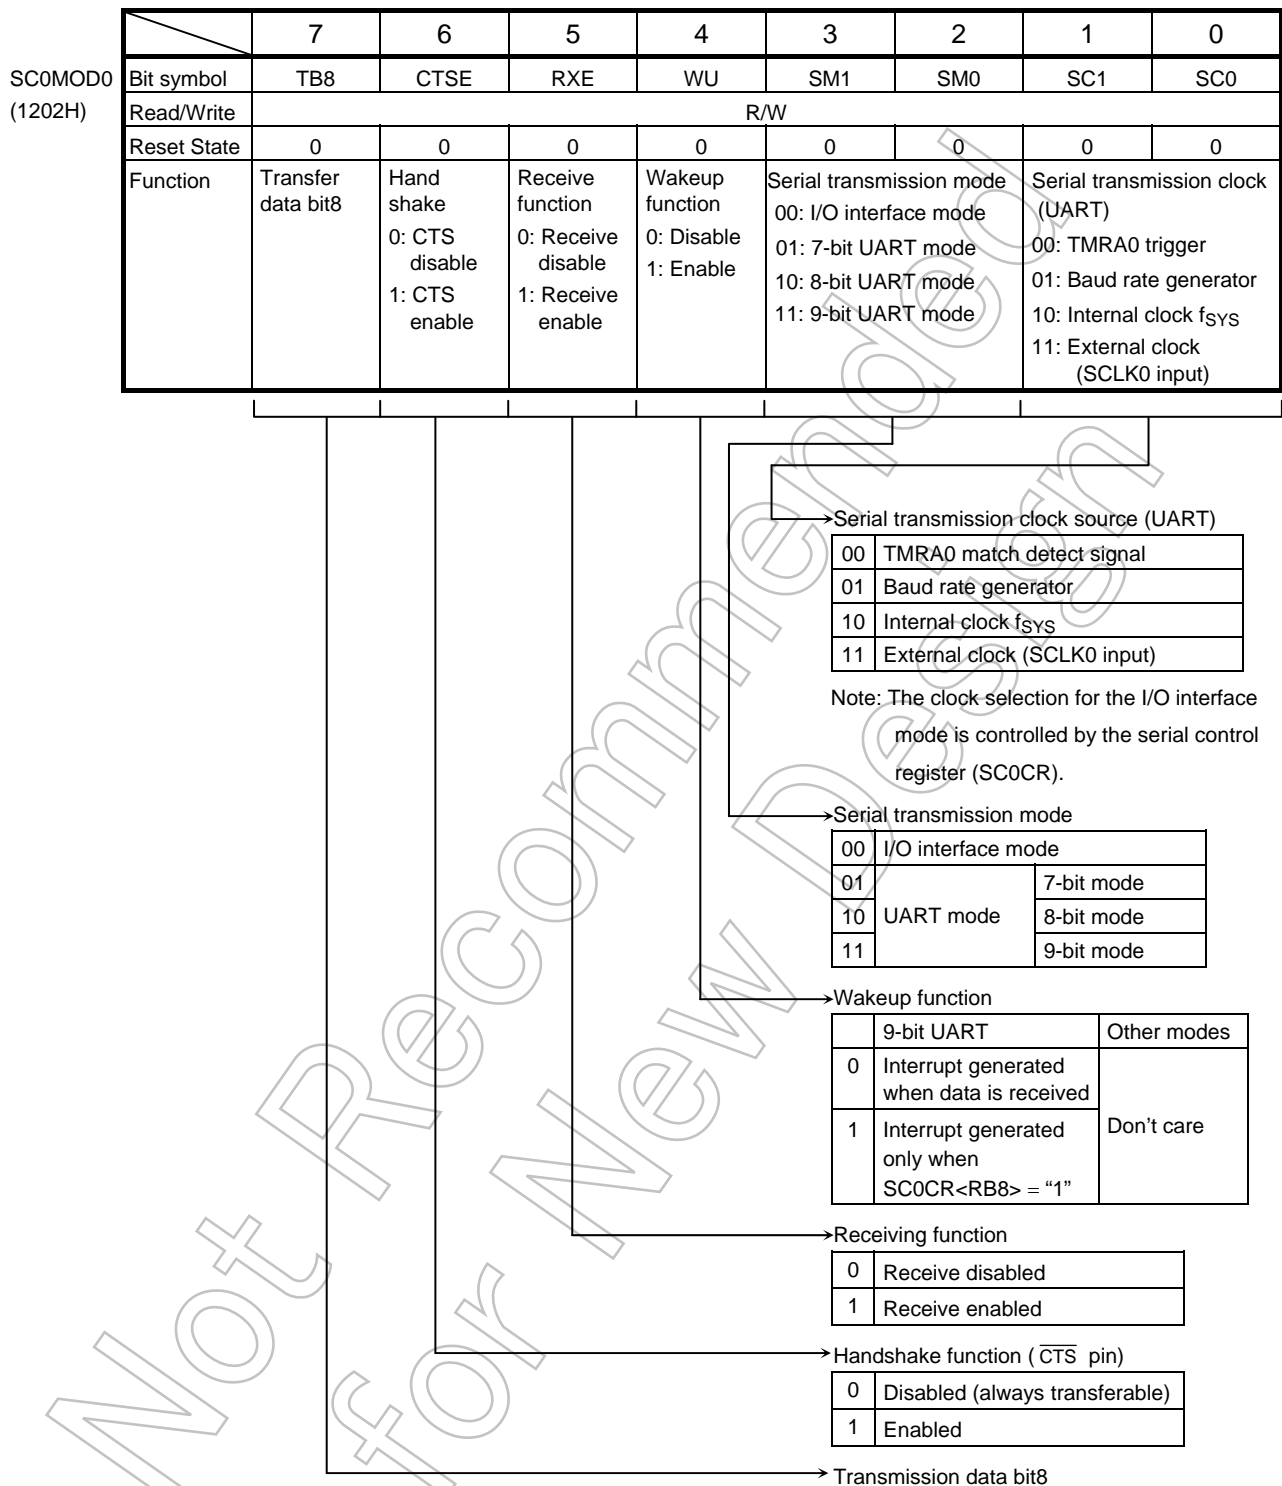 7 6 5 4 3 2 1 0
SC0MOD0 Bit symbol TB8 CTSE RXE WU SM1 SM0 SC1 SC0
(1202H) Read/Write R/W
Reset State 0 0 0 0 0 0 0 0
Function
Transfer
data bit8
Hand
shake
0: CTS
disable
1: CTS
enable
Receive
function
0: Receive
disable
1: Receive
enable
Wakeup
function
0: Disable
1: Enable
Serial transmission mode
00: I/O interface mode
01: 7-bit UART mode
10: 8-bit UART mode
11: 9-bit UART mode
Serial transmission clock
(UART)
00: TMRA0 trigger
01: Baud rate generator
10: Internal clock fSYS
11: External clock
(SCLK0 input)
Serial transmission clock source (UART)
00 TMRA0 match detect signal
01 Baud rate generator
10 Internal clock fSYS
11 External clock (SCLK0 input)
Note: The clock selection for the I/O interface
mode is controlled by the serial control
register (SC0CR).
Serial transmission mode
00 I/O interface mode
01 7-bit mode
10 UART mode 8-bit mode
11 9-bit mode
Wakeup function
9-bit UART Other modes
0 Interrupt generated
when data is received
1 Interrupt generated
only when
SC0CR<RB8> = “1”
Don’t care
Receiving function
0 Receive disabled
1 Receive enabled
Handshake function ( CTS pin)
0 Disabled (always transferable)
1 Enabled
Transmission data bit8
Not Recommended
for New Design